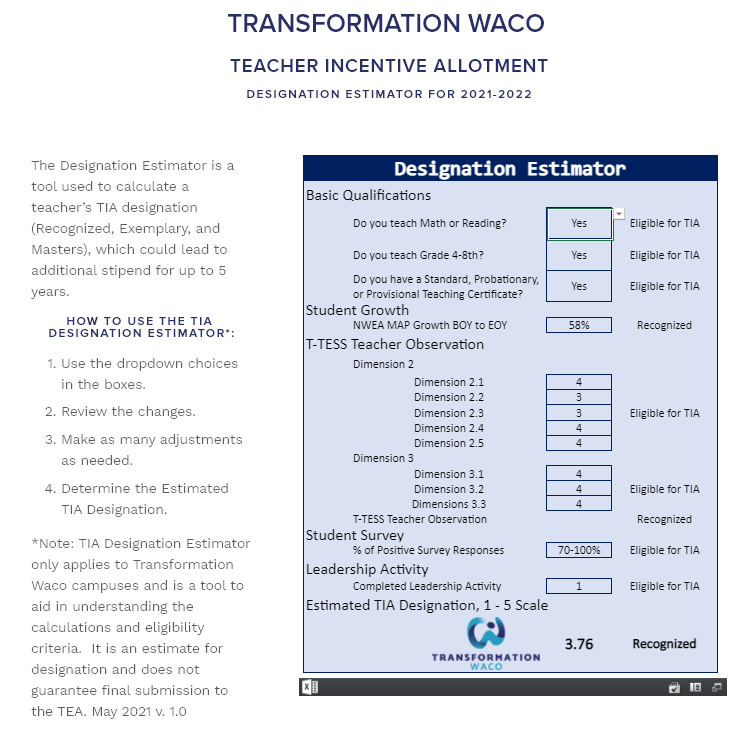 TRANSFORMATION WACO
TEACHER INCENTIVE ALLOTMENT
DESIGNATION ESTIMATOR FOR 2021-2022
The Designation Estimator is a
tool used to calculate a
teacher's TIA designation
(Recognized, Exemplary, and
Masters), which could lead to
additional stipend for up to 5
years.
HOW TO USE THE TIA
DESIGNATION ESTIMATOR*:
1. Use the dropdown choices
in the boxes.
2. Review the changes.
3. Make as many adjustments
as needed.
4. Determine the Estimated
TIA Designation.
*Note: TIA Designation Estimator
only applies to Transformation
Waco campuses and is a tool to
aid in understanding the
calculations and eligibility
criteria. It is an estimate for
designation and does not
guarantee final submission to
the TEA. May 2021 v. 1.0
Designation Estimator
Basic Qualifications
Do you teach Math or Reading? Yes Eligible for TIA
Do you teach Grade 4-8th? Yes Eligible for TIA
Do you have a Standard, Probationary,
or Provisional Teaching Certificate? Yes Eligible for TIA
Student Growth
NWEA MAP Growth BOY to EOY 58% Recognized
T-TESS Teacher Observation
Dimension 2
Dimension 2.1 4
Dimension 2.2 3
Dimension 2.3 3 Eligible for TIA
Dimension 2.4 4
Dimension 2.5 4
Dimension 3
Dimension 3.1 4
Dimension 3.2 4 Eligible for TIA
Dimensions 3.3 4
T-TESS Teacher Observation Recognized
Student Survey
% of Positive Survey Responses 70-100% Eligible for TIA
Leadership Activity
Completed Leadership Activity 1 Eligible for TIA
Estimated TIA Designation, 1 - 5 Scale
TRANSFORMATION
WACO
3.76 Recognized